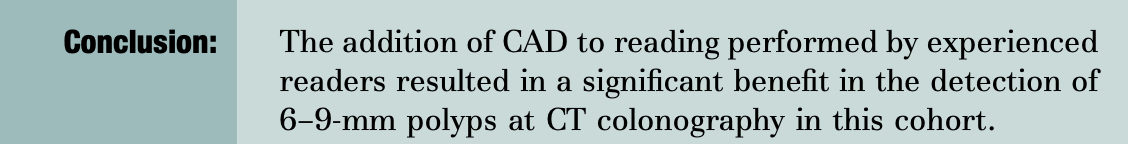 Conclusion: The addition of CAD to reading performed by experienced
readers resulted in a significant benefit in the detection of
6–9-mm polyps at CT colonography in this cohort.